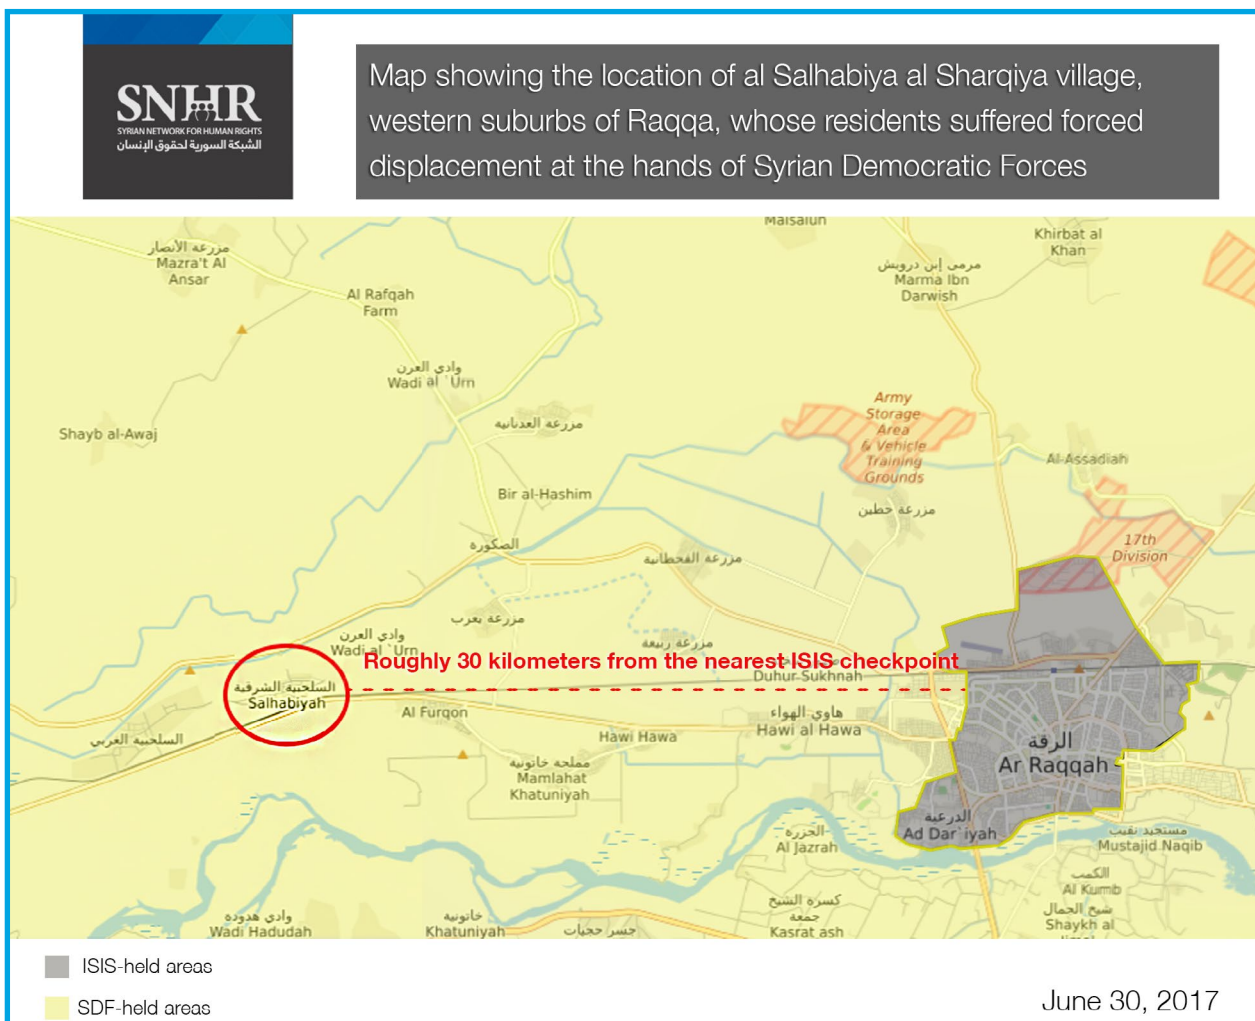 SNHR
SYRIAN NETWORK FOR HUMAN RIGHTS
الشبكة السورية لحقوق الإنسان
Map showing the location of al Salhabiya al Sharqiya village,
western suburbs of Raqqa, whose residents suffered forced
displacement at the hands of Syrian Democratic Forces
Maisalun
Khirbat al
Khan
مزرعة الأنصار
Mazra't Al
Ansar
مرمى إبن درويش
Marma Ibn
Darwish
Al Rafqah
Farm
وادي العرن
Wadi al `Urn
Army
Storage
Area
& Vehicle
Training
Grounds
مزرعة العدنانية
Shayb al-Awaj
Al-Assadiah
Bir al-Hashim
مزرعة حطين
الصكورة
17th
Division
مزرعة القحطانية
مزرعة يعرب
وادي العرن
Wadi al `Urn
مزرعة ربيعة
Roughly 30 kilometers from the nearest ISIS checkpoint
Duhur Sukhnah
السلحبية الشرقية
Salhabiyah
Al Furqon
هاوي الهواء
Hawi al Hawa
السلحبية الغربي
Hawi Hawa
الرقة
Ar Raqqah
مملحة خاتونية
Mamlahat
Khatuniyah
الدرعية
Ad Dar`iyah
الجزرة
Al Jazrah
مستجيد نقيب
Mustajid Naqib
الكمب
Al Kumb
كسرة الشيخ
جمعة
Kasrat ash
شيخ الجمال
Shaykh al
وادي هدودة
Wadi Hadudah
خاتونية
Khatuniyah
جسر حجيات
ISIS-held areas
SDF-held areas
June 30, 2017